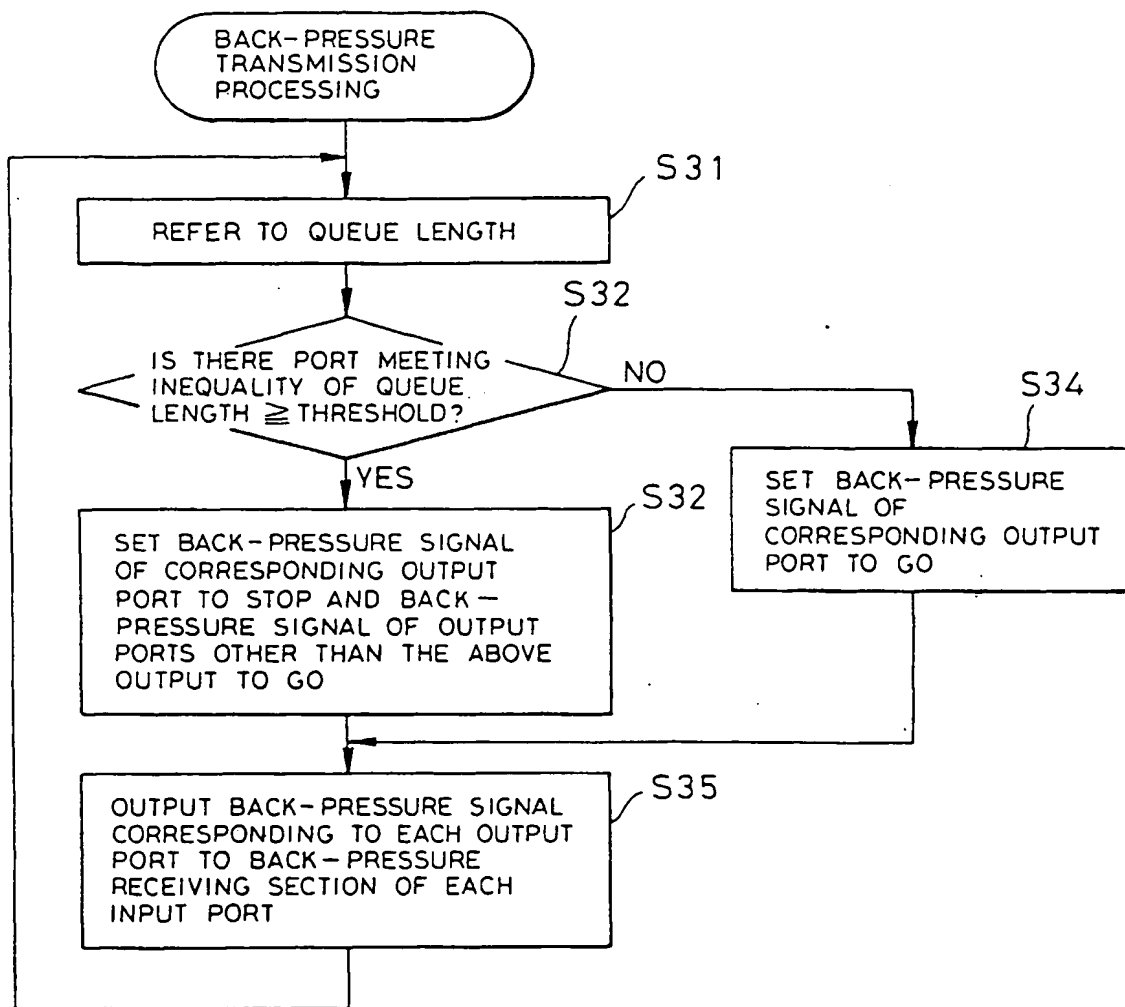 BACK-PRESSURE
TRANSMISSION
PROCESSING
S31
REFER TO QUEUE LENGTH
S32
IS THERE PORT MEETING
INEQUALITY OF QUEUE
LENGTH ≧ THRESHOLD?
NO
YES
S34
SET BACK-PRESSURE
SIGNAL OF
CORRESPONDING OUTPUT
PORT TO GO
S32
SET BACK-PRESSURE SIGNAL
OF CORRESPONDING OUTPUT
PORT TO STOP AND BACK-
PRESSURE SIGNAL OF OUTPUT
PORTS OTHER THAN THE ABOVE
OUTPUT TO GO
S35
OUTPUT BACK-PRESSURE SIGNAL
CORRESPONDING TO EACH OUTPUT
PORT TO BACK-PRESSURE
RECEIVING SECTION OF EACH
INPUT PORT